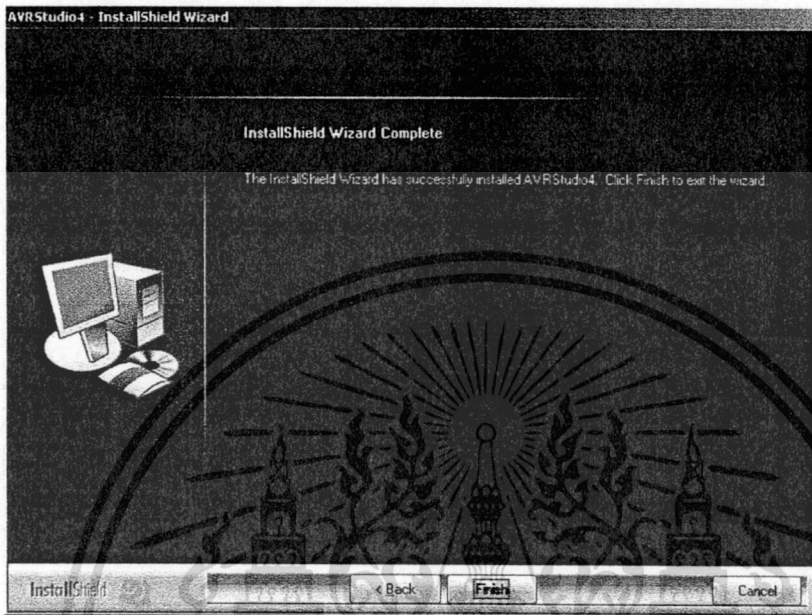 AVRStudio4 - InstallShield Wizard
InstallShield Wizard Complete
The InstallShield Wizard has successfully installed AVRStudio4. Click Finish to exit the wizard.
InstallShield
< Back
Finish
Cancel